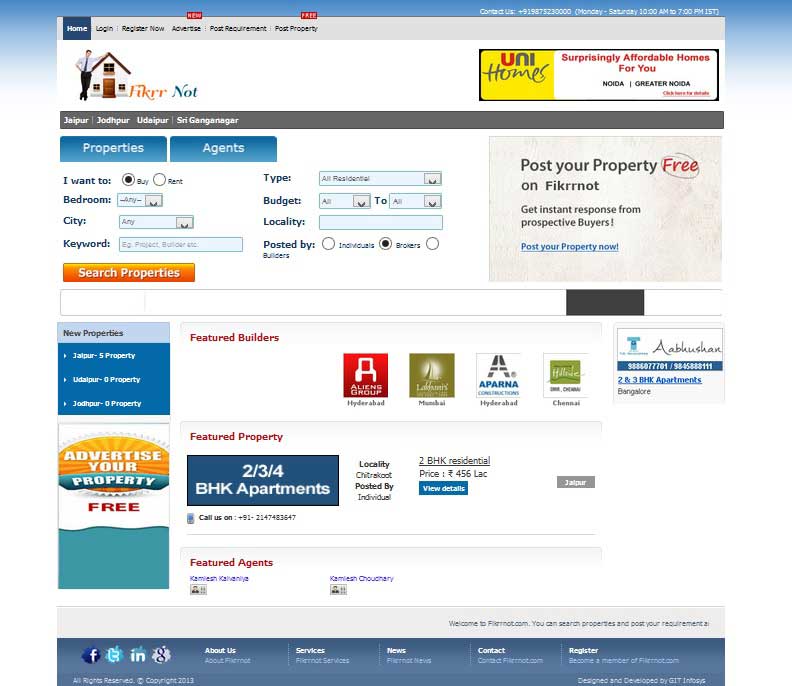 Contact Us: +919875230000 (Monday - Saturday 10:00 AM to 7:00 PM IST)
NEW FREE
Home Login Register Now Advertise Post Requirement Post Property
Fikrr Not
UNI Homes
Surprisingly Affordable Homes
For You
NOIDA | GREATER NOIDA
Click here for details
Jaipur Jodhpur Udaipur Sri Ganganagar
Properties Agents
I want to: Buy Rent
Type: All Residential
Bedroom: --Any--
Budget: All To All
City: Any
Locality:
Keyword: Eg. Project, Builder etc.
Posted by: Individuals Brokers
Builders
Search Properties
Post your Property Free
on Fikrrnot
Get instant response from
prospective Buyers!
Post your Property now!
New Properties
Jaipur- 5 Property
Udaipur- 0 Property
Jodhpur- 0 Property
ADVERTISE
YOUR
PROPERTY
FREE
Featured Builders
ALIENS
GROUP
Hyderabad
Mumbai
APARNA
CONSTRUCTIONS
Hyderabad
Hillside
OMR, CHENNAI
Chennai
Aabhushan
9886077701 / 9845888111
2 & 3 BHK Apartments
Bangalore
Featured Property
2/3/4
BHK Apartments
Locality
Chitrakoot
Posted By
Individual
2 BHK residential
Price : ₹ 456 Lac
View details
Jaipur
Call us on : +91- 2147483647
Featured Agents
Kamlesh Kalvaniya Kamlesh Choudhary
Welcome to Fikrrnot.com. You can search properties and post your requirement a
About Us Services News Contact Register
About Fikrrnot Fikrrnot Services Fikrrnot News Contact Fikrrnot.com Become a member of Fikrrnot.com
All Rights Reserved. © Copyright 2013
Designed and Developed by GIT Infosys